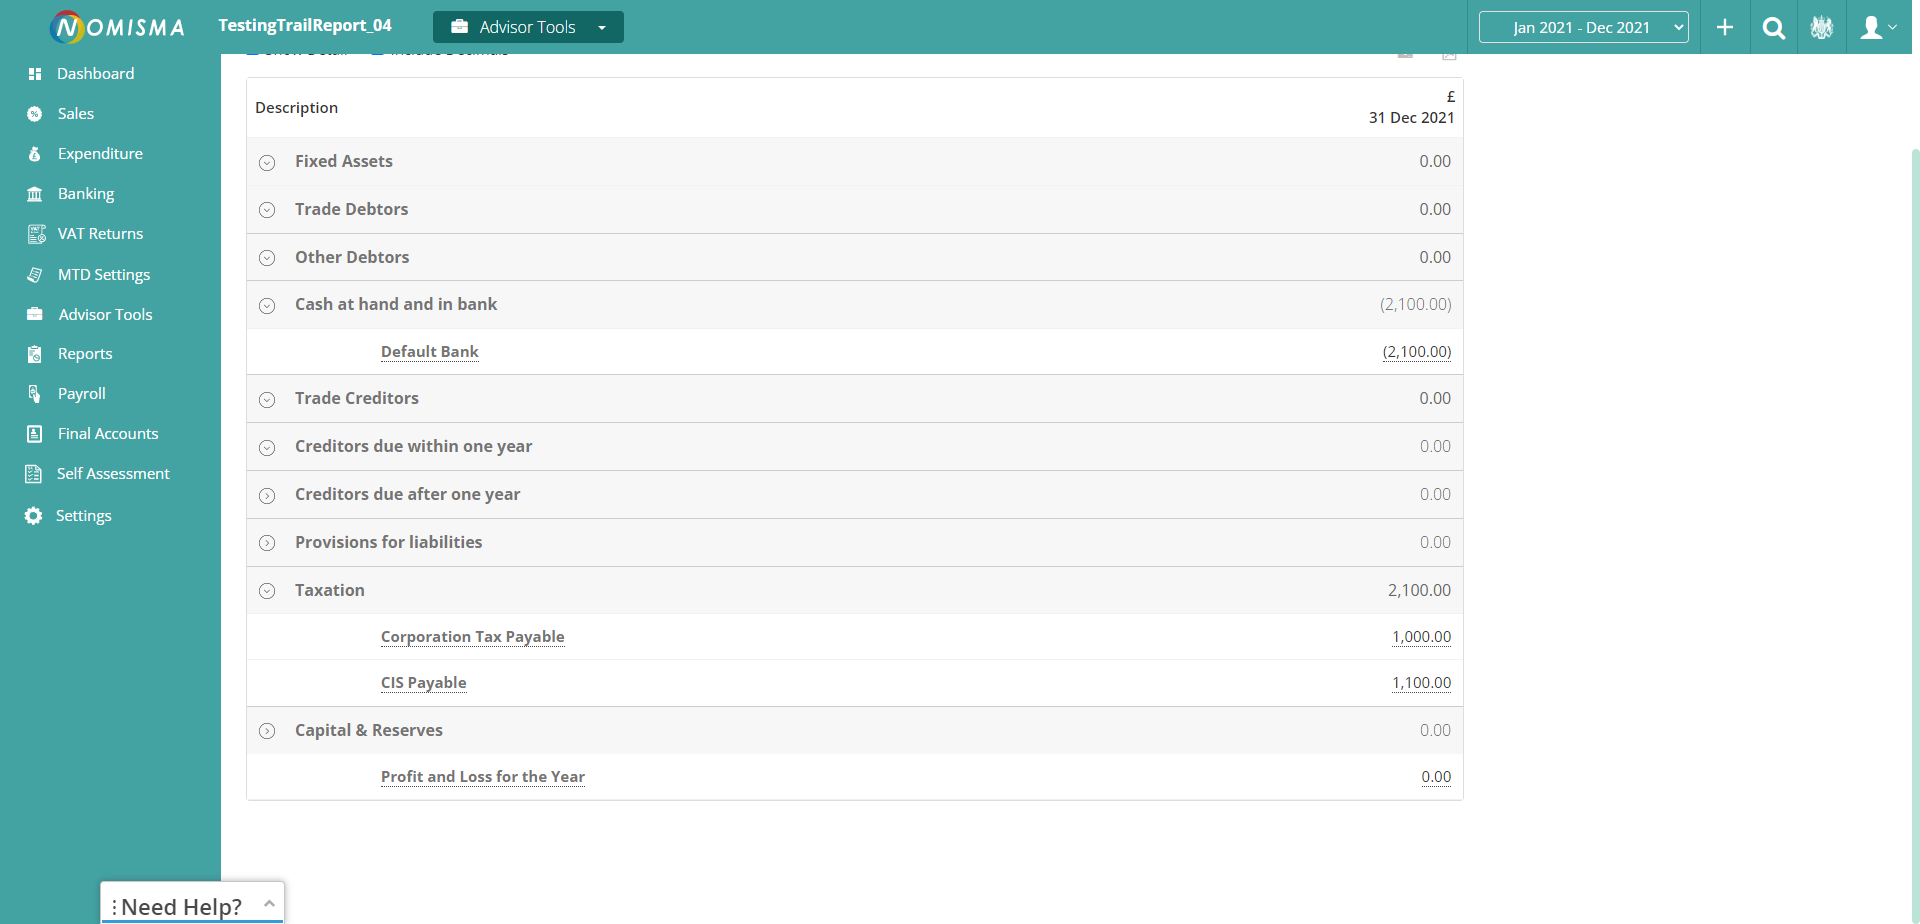 NOMISMA
TestingTrailReport_04
Advisor Tools
Jan 2021 - Dec 2021
Dashboard
Sales
Expenditure
Banking
VAT Returns
MTD Settings
Advisor Tools
Reports
Payroll
Final Accounts
Self Assessment
Settings
Description
£
31 Dec 2021
Fixed Assets 0.00
Trade Debtors 0.00
Other Debtors 0.00
Cash at hand and in bank (2,100.00)
Default Bank (2,100.00)
Trade Creditors 0.00
Creditors due within one year 0.00
Creditors due after one year 0.00
Provisions for liabilities 0.00
Taxation 2,100.00
Corporation Tax Payable 1,000.00
CIS Payable 1,100.00
Capital & Reserves 0.00
Profit and Loss for the Year 0.00
Need Help?